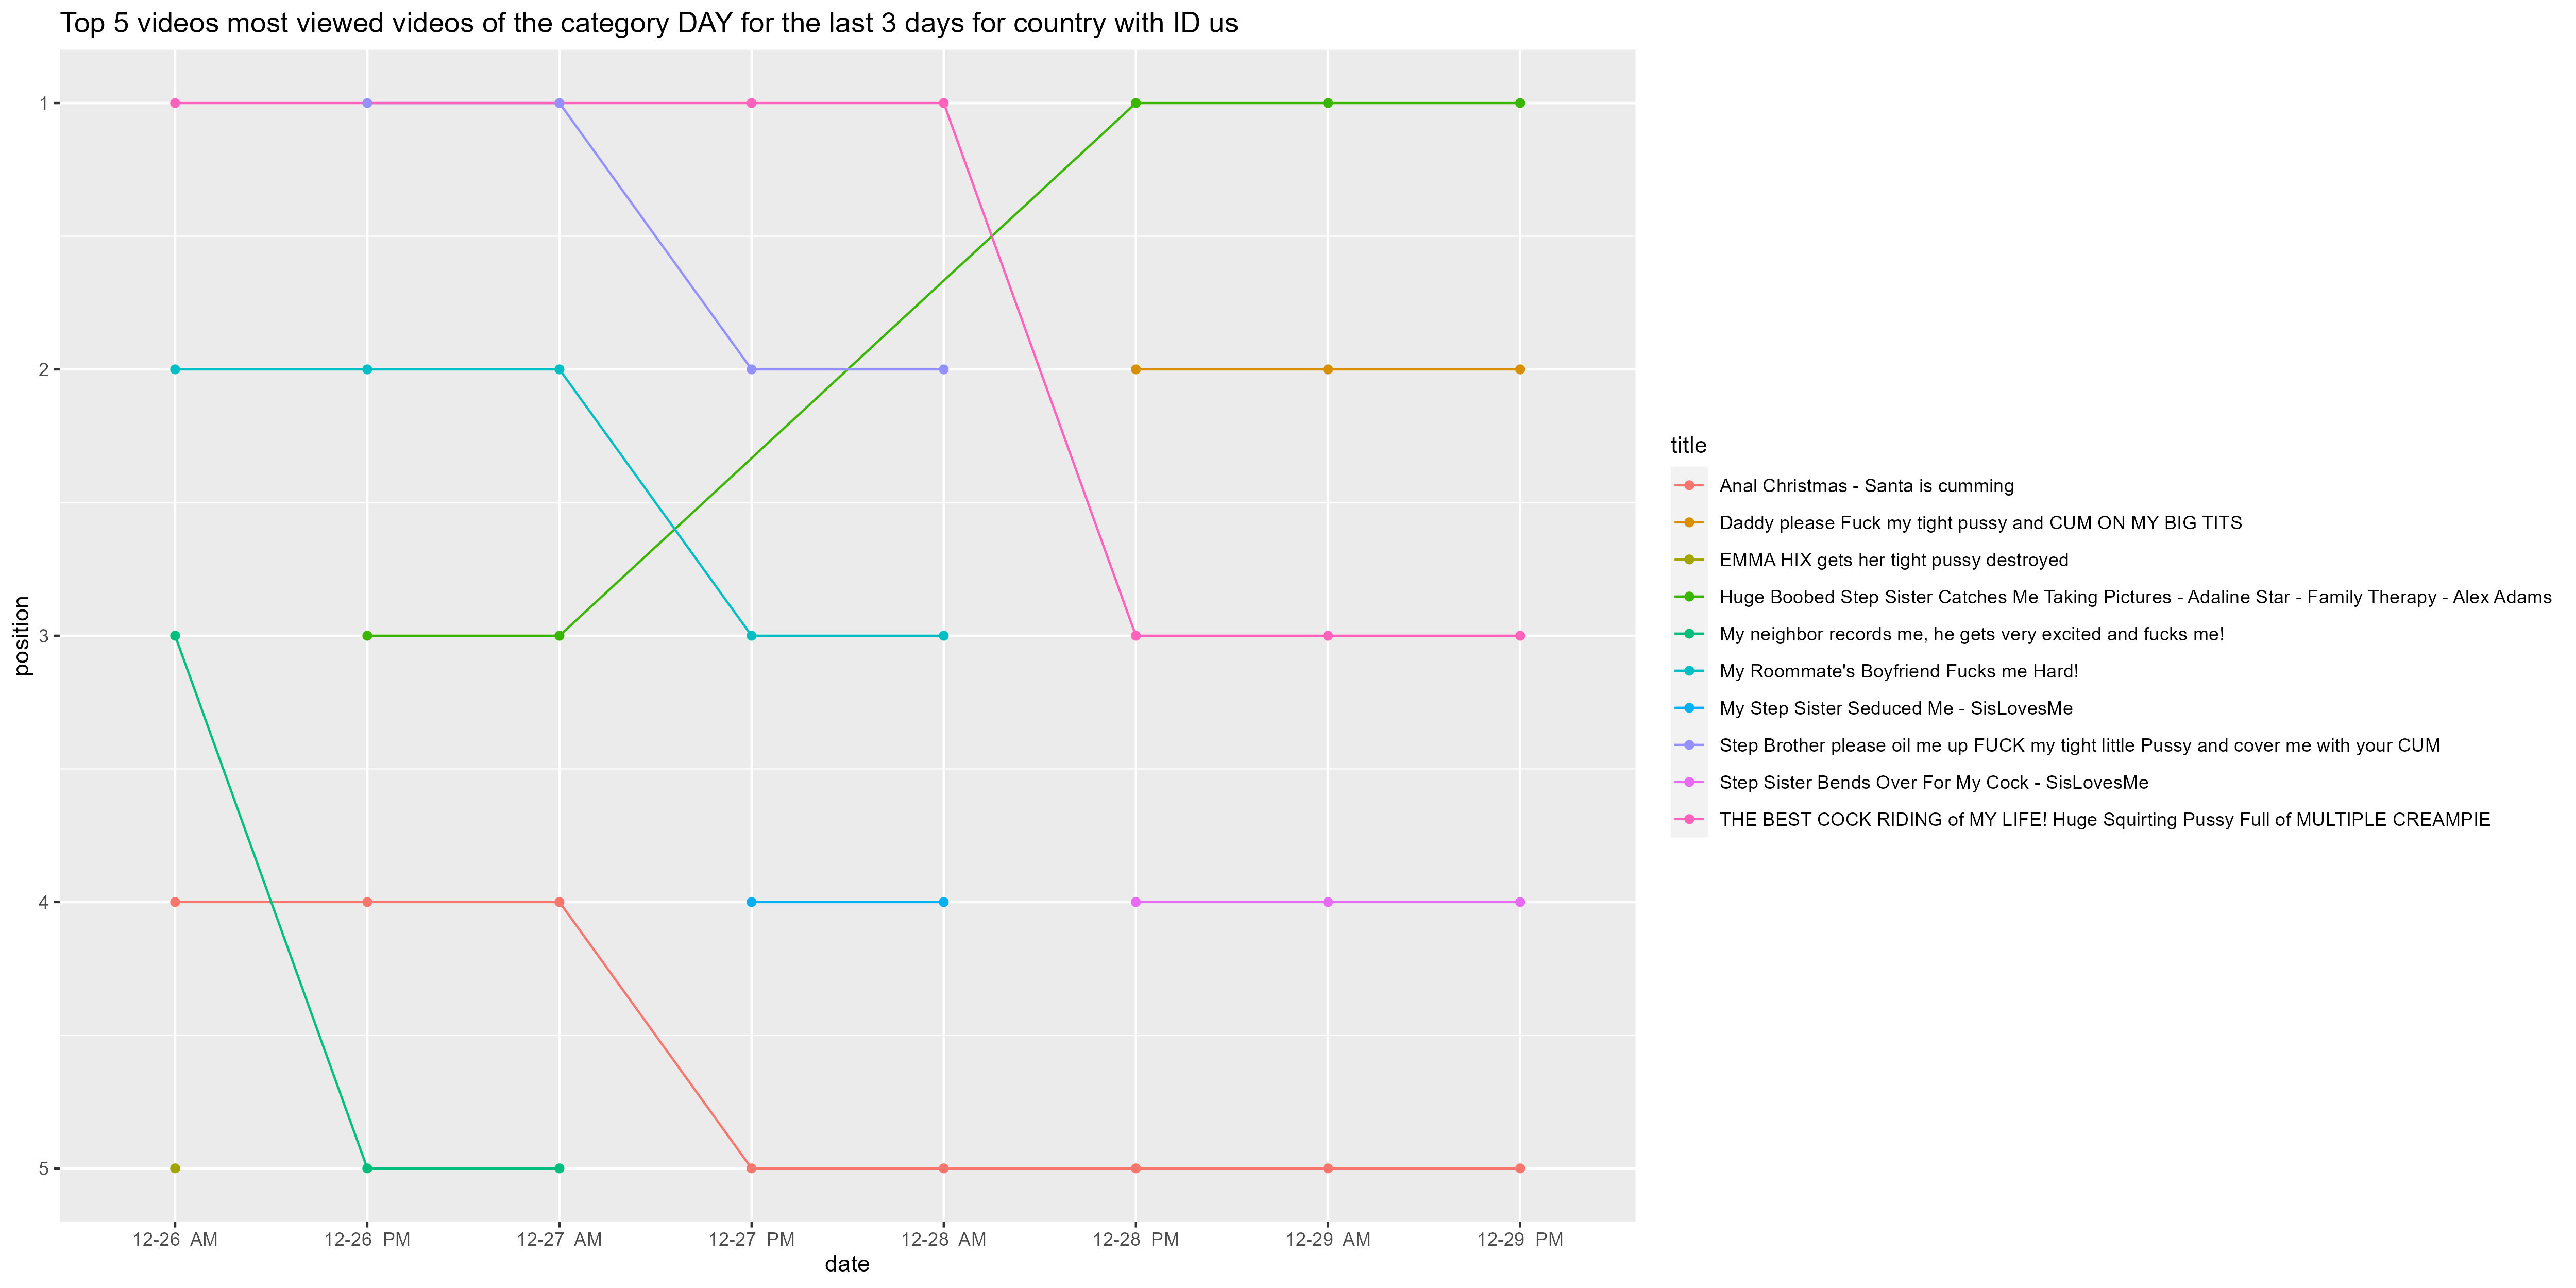 Top 5 videos most viewed videos of the category DAY for the last 3 days for country with ID us
position
1
2
3
4
5
12-26  AM
12-26  PM
12-27  AM
12-27  PM
12-28  AM
12-28  PM
12-29  AM
12-29  PM
date
title
Anal Christmas - Santa is cumming
Daddy please Fuck my tight pussy and CUM ON MY BIG TITS
EMMA HIX gets her tight pussy destroyed
Huge Boobed Step Sister Catches Me Taking Pictures - Adaline Star - Family Therapy - Alex Adams
My neighbor records me, he gets very excited and fucks me!
My Roommate's Boyfriend Fucks me Hard!
My Step Sister Seduced Me - SisLovesMe
Step Brother please oil me up FUCK my tight little Pussy and cover me with your CUM
Step Sister Bends Over For My Cock - SisLovesMe
THE BEST COCK RIDING of MY LIFE! Huge Squirting Pussy Full of MULTIPLE CREAMPIE